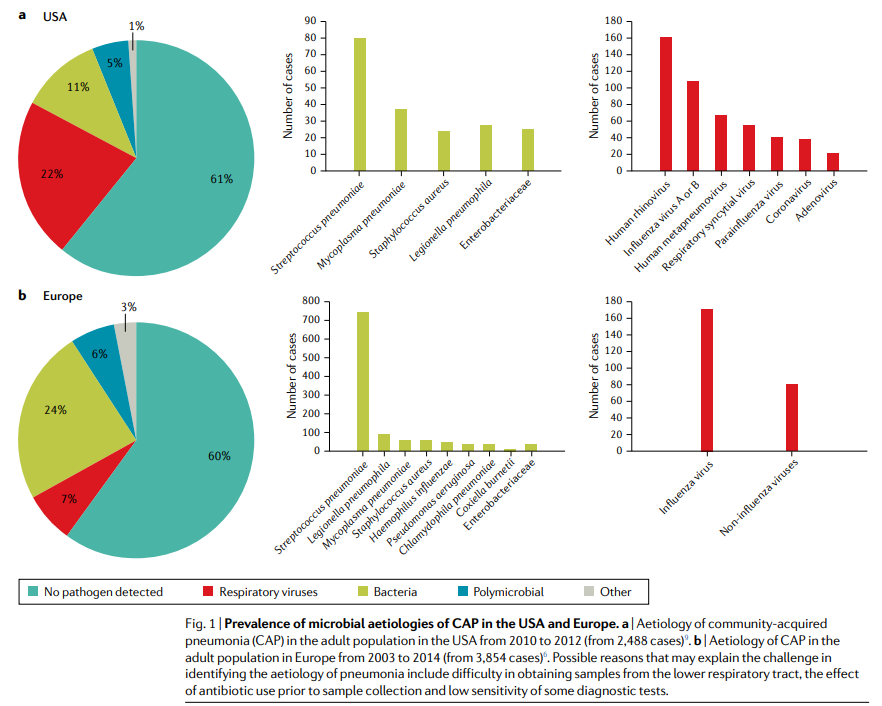 a USA
1%
5%
11%
22%
61%
Number of cases
90
80
70
60
50
40
30
20
10
0
Streptococcus pneumoniae
Mycoplasma pneumoniae
Staphylococcus aureus
Legionella pneumophila
Enterobacteriaceae
Number of cases
180
160
140
120
100
80
60
40
20
0
Human rhinovirus
Influenza virus A or B
Human metapneumovirus
Respiratory syncytial virus
Parainfluenza virus
Coronavirus
Adenovirus
b Europe
3%
6%
24%
7%
60%
Number of cases
800
700
600
500
400
300
200
100
0
Streptococcus pneumoniae
Legionella pneumophila
Mycoplasma pneumoniae
Staphylococcus aureus
Haemophilus influenzae
Pseudomonas aeruginosa
Chlamydophila pneumoniae
Coxiella burnetii
Enterobacteriaceae
Number of cases
180
160
140
120
100
80
60
40
20
0
Influenza virus
Non-influenza viruses
No pathogen detected Respiratory viruses Bacteria Polymicrobial Other
Fig. 1 | Prevalence of microbial aetiologies of CAP in the USA and Europe. a | Aetiology of community-acquired
pneumonia (CAP) in the adult population in the USA from 2010 to 2012 (from 2,488 cases)�9. b | Aetiology of CAP in the
adult population in Europe from 2003 to 2014 (from 3,854 cases)⁶. Possible reasons that may explain the challenge in
identifying the aetiology of pneumonia include difficulty in obtaining samples from the lower respiratory tract, the effect
of antibiotic use prior to sample collection and low sensitivity of some diagnostic tests.